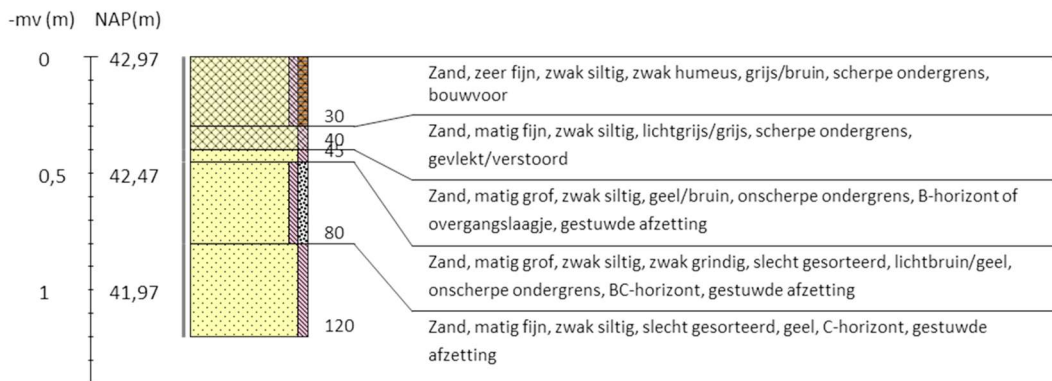 -mv (m) NAP(m)
0 42,97
Zand, zeer fijn, zwak siltig, zwak humeus, grijs/bruin, scherpe ondergrens,
bouwvoor
30
Zand, matig fijn, zwak siltig, lichtgrijs/grijs, scherpe ondergrens,
gevlekt/verstoord
40
45
0,5 42,47
Zand, matig grof, zwak siltig, geel/bruin, onscherpe ondergrens, B-horizont of
overgangslaagje, gestuwde afzetting
80
Zand, matig grof, zwak siltig, zwak grindig, slecht gesorteerd, lichtbruin/geel,
onscherpe ondergrens, BC-horizont, gestuwde afzetting
1 41,97
120
Zand, matig fijn, zwak siltig, slecht gesorteerd, geel, C-horizont, gestuwde
afzetting